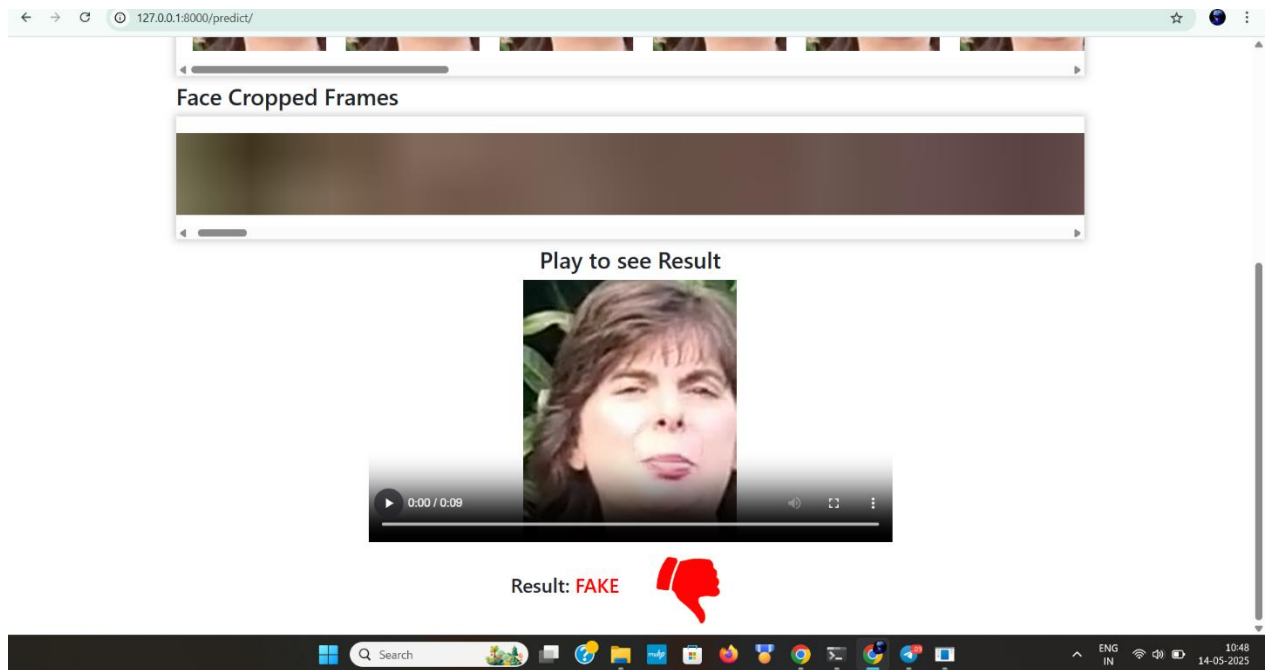 127.0.0.1:8000/predict/
Face Cropped Frames
Play to see Result
0:00 / 0:09
Result: FAKE
Search
ENG
IN
10:48
14-05-2025